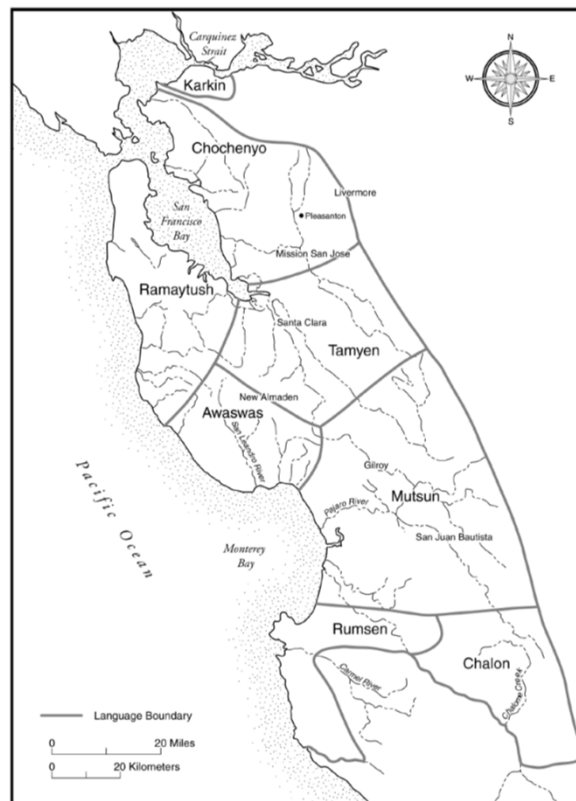 Carquinez
Strait
Karkin
N
W
E
S
Chochenyo
Livermore
San
Francisco
Bay
Pleasanton
Mission San Jose
Ramaytush
Santa Clara
Tamyen
New Almaden
Awaswas
San Leandro River
Gilroy
Mutsun
Pajaro River
San Juan Bautista
Pacific Ocean
Monterey
Bay
Rumsen
Chalon
Carmel River
Chalone Creek
Language Boundary
0 20 Miles
0 20 Kilometers